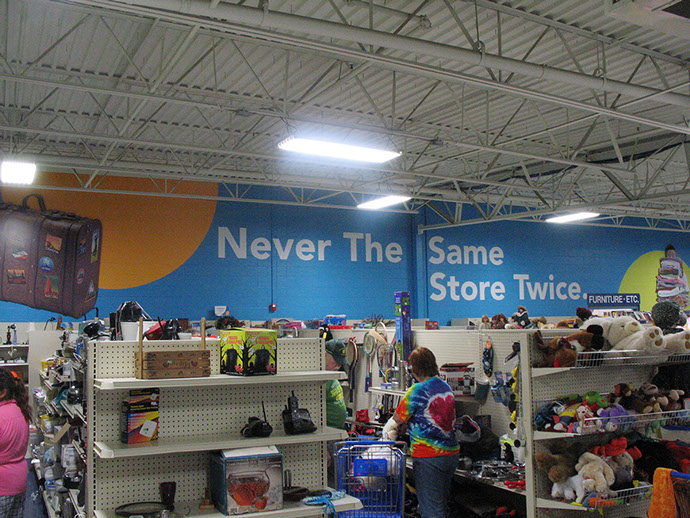 Never The Same
Store Twice.
FURNITURE · ETC.